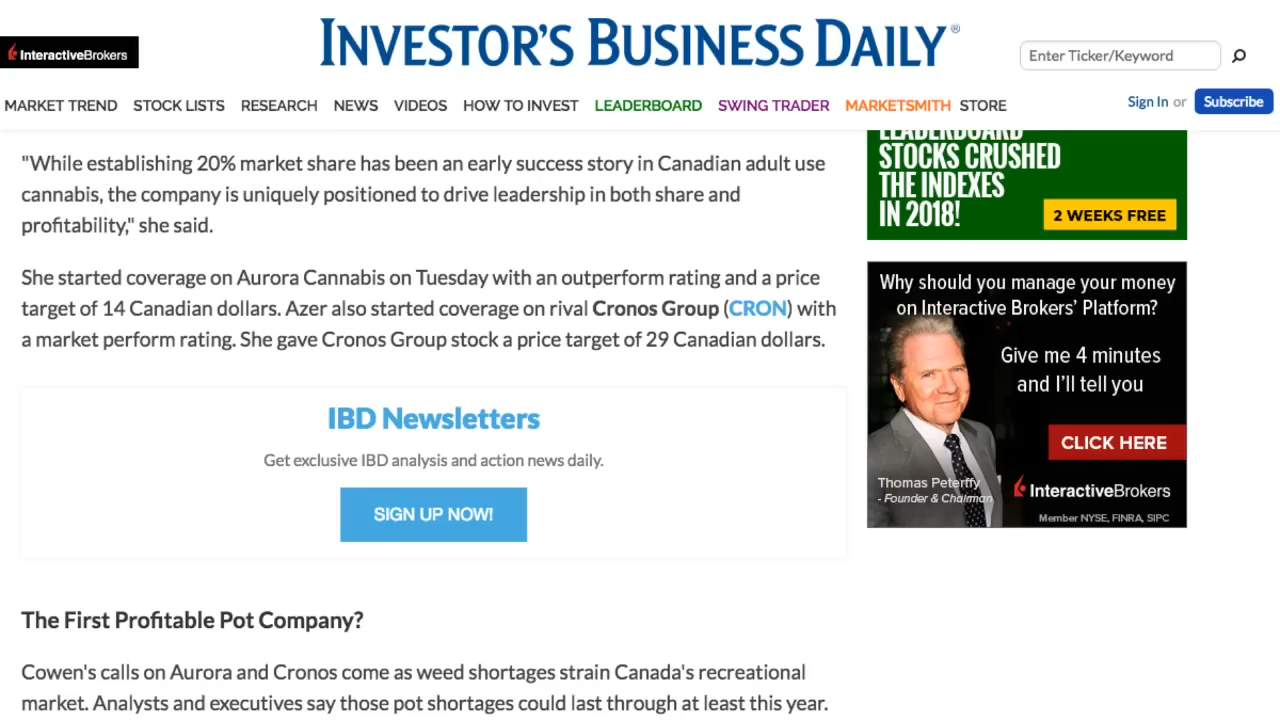 InteractiveBrokers
INVESTOR'S BUSINESS DAILY®
Enter Ticker/Keyword
MARKET TREND STOCK LISTS RESEARCH NEWS VIDEOS HOW TO INVEST LEADERBOARD SWING TRADER MARKETSMITH STORE
Sign In or Subscribe
"While establishing 20% market share has been an early success story in Canadian adult use
cannabis, the company is uniquely positioned to drive leadership in both share and
profitability," she said.
She started coverage on Aurora Cannabis on Tuesday with an outperform rating and a price
target of 14 Canadian dollars. Azer also started coverage on rival Cronos Group (CRON) with
a market perform rating. She gave Cronos Group stock a price target of 29 Canadian dollars.
IBD Newsletters
Get exclusive IBD analysis and action news daily.
SIGN UP NOW!
The First Profitable Pot Company?
Cowen's calls on Aurora and Cronos come as weed shortages strain Canada's recreational
market. Analysts and executives say those pot shortages could last through at least this year.
LEADERBOARD
STOCKS CRUSHED
THE INDEXES
IN 2018!
2 WEEKS FREE
Why should you manage your money
on Interactive Brokers' Platform?
Give me 4 minutes
and I'll tell you
CLICK HERE
Thomas Peterffy
- Founder & Chairman
InteractiveBrokers
Member NYSE, FINRA, SIPC